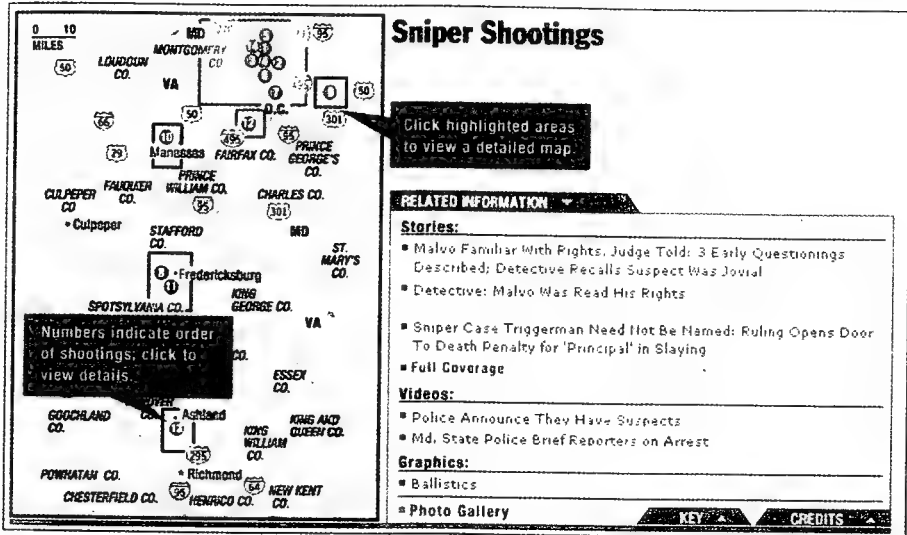 Sniper Shootings
0 10
MILES
MD
MONTGOMERY
CO
95
50
LOUDOUN
CO.
VA
495
50
50
D.C.
301
66
Manassas
495
FAIRFAX CO.
95
29
PRINCE
GEORGE'S
CO.
Click highlighted areas
to view a detailed map.
PRINCE
WILLIAM CO.
FAUQUIER
CO.
CULPEPER
CO
95
CHARLES CO.
301
Culpeper
MD
STAFFORD
CO.
ST.
MARY'S
CO.
Fredericksburg
SPOTSYLVANIA CO.
KING
GEORGE CO.
VA
Numbers indicate order
of shootings; click to
view details.
CO.
ESSEX
CO.
GOOCHLAND
CO.
Ashland
KING
WILLIAM
CO.
KING AND
QUEEN CO.
295
POWHATAN CO.
Richmond
64
CHESTERFIELD CO.
95
HENRICO CO.
NEW KENT
CO.
RELATED INFORMATION
Stories:
Malvo Familiar With Rights, Judge Told: 3 Early Questionings
Described; Detective Recalls Suspect Was Jovial
Detective: Malvo Was Read His Rights
Sniper Case Triggerman Need Not Be Named: Ruling Opens Door
To Death Penalty for 'Principal' in Slaying
Full Coverage
Videos:
Police Announce They Have Suspects
Md. State Police Brief Reporters on Arrest
Graphics:
Ballistics
Photo Gallery
KEY
CREDITS